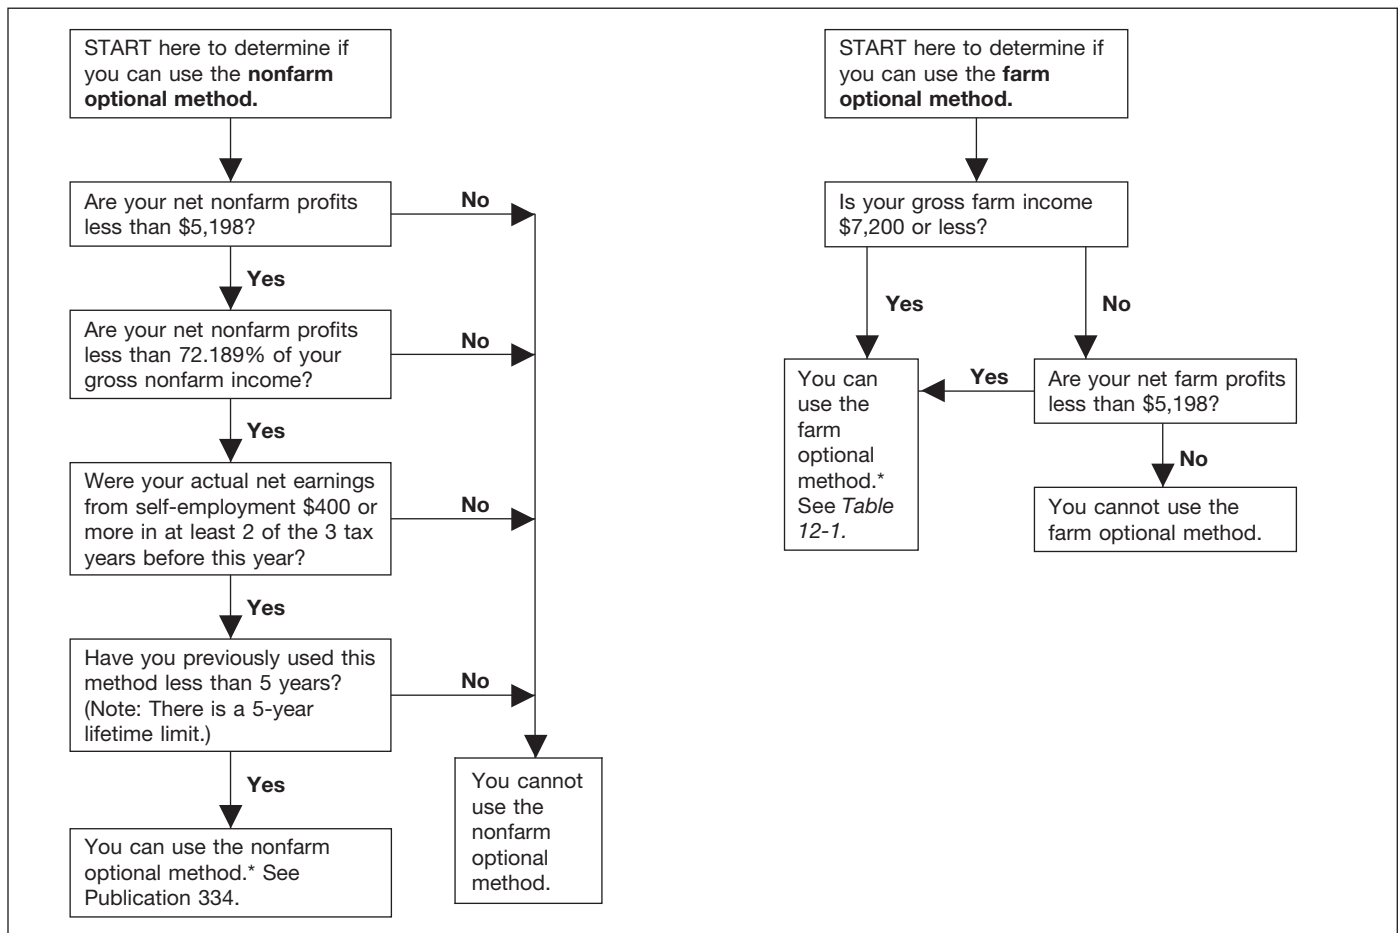 START here to determine if
you can use the nonfarm
optional method.
Are your net nonfarm profits
less than $5,198?
No
Yes
Are your net nonfarm profits
less than 72.189% of your
gross nonfarm income?
No
Yes
Were your actual net earnings
from self-employment $400 or
more in at least 2 of the 3 tax
years before this year?
No
Yes
Have you previously used this
method less than 5 years?
(Note: There is a 5-year
lifetime limit.)
No
Yes
You can use the nonfarm
optional method.* See
Publication 334.
You cannot
use the
nonfarm
optional
method.
START here to determine if
you can use the farm
optional method.
Is your gross farm income
$7,200 or less?
Yes
No
You can
use the
farm
optional
method.*
See Table
12-1.
Yes
Are your net farm profits
less than $5,198?
No
You cannot use the
farm optional method.